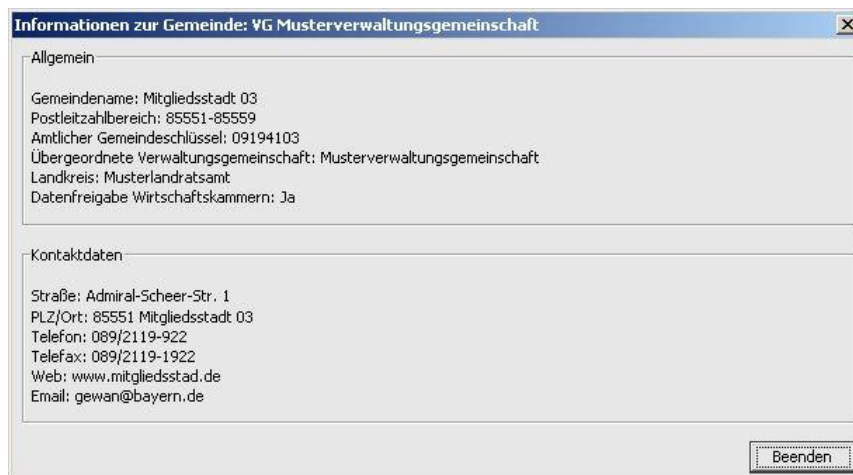 Informationen zur Gemeinde: VG Musterverwaltungsgemeinschaft
Allgemein
Gemeindename: Mitgliedsstadt 03
Postleitzahlbereich: 85551-85559
Amtlicher Gemeindeschlüssel: 09194103
Übergeordnete Verwaltungsgemeinschaft: Musterverwaltungsgemeinschaft
Landkreis: Musterlandratsamt
Datenfreigabe Wirtschaftskammern: Ja
Kontaktdaten
Straße: Admiral-Scheer-Str. 1
PLZ/Ort: 85551 Mitgliedsstadt 03
Telefon: 089/2119-922
Telefax: 089/2119-1922
Web: www.mitgliedsstad.de
Email: gewan@bayern.de
Beenden